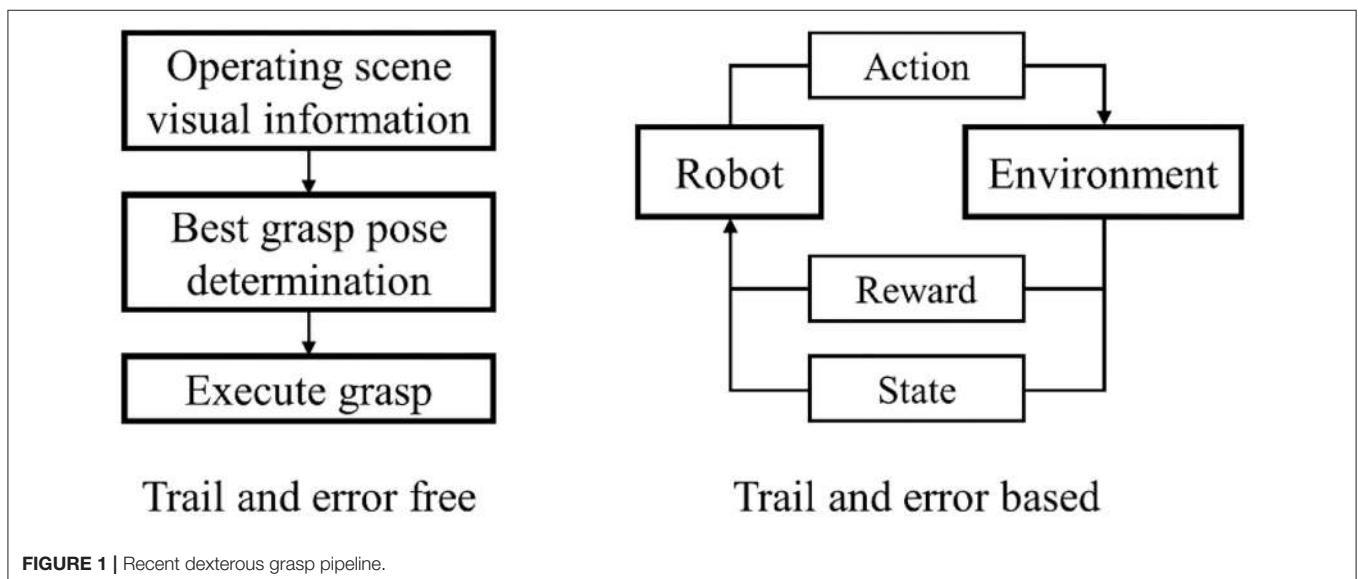 Operating scene
visual information
Best grasp pose
determination
Execute grasp
Trail and error free
Action
Robot
Environment
Reward
State
Trail and error based
FIGURE 1 | Recent dexterous grasp pipeline.